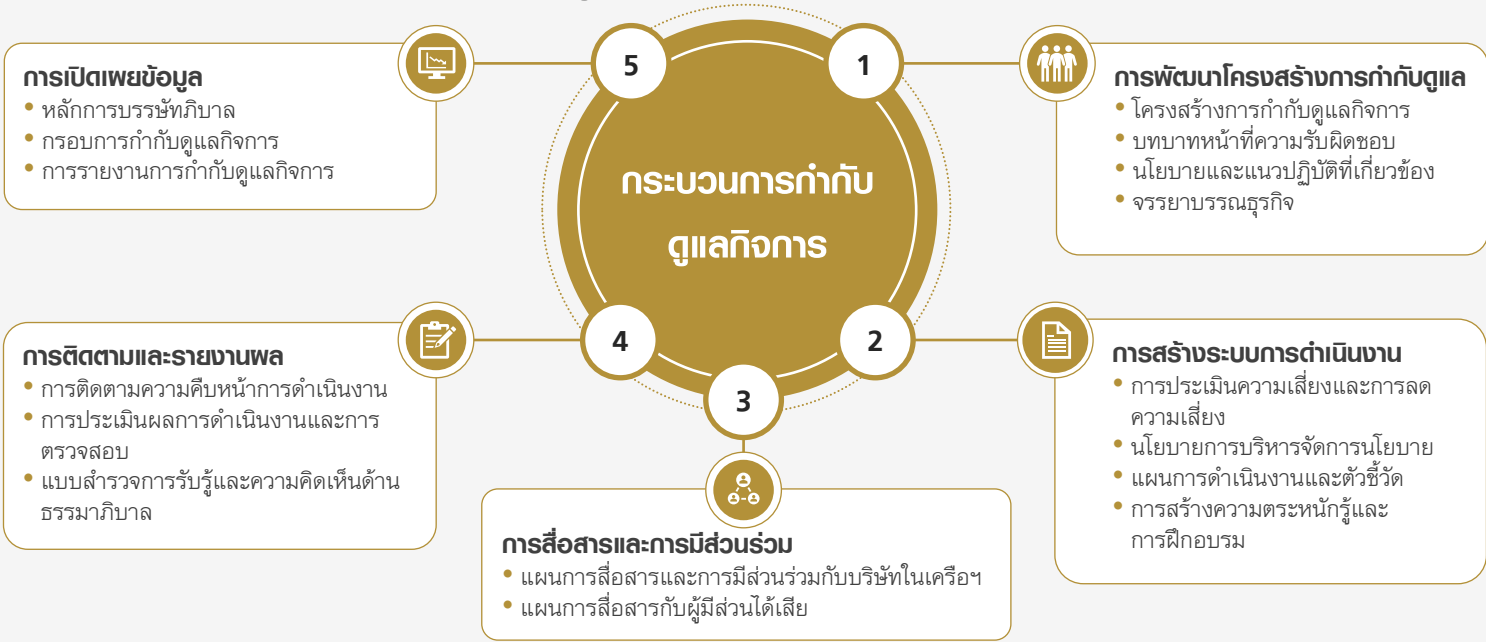 กระบวนการกำกับ
ดูแลกิจการ
1
การพัฒนาโครงสร้างการกำกับดูแล
• โครงสร้างการกำกับดูแลกิจการ
• บทบาทหน้าที่ความรับผิดชอบ
• นโยบายและแนวปฏิบัติที่เกี่ยวข้อง
• จรรยาบรรณธุรกิจ
2
การสร้างระบบการดำเนินงาน
• การประเมินความเสี่ยงและการลด
ความเสี่ยง
• นโยบายการบริหารจัดการนโยบาย
• แผนการดำเนินงานและตัวชี้วัด
• การสร้างความตระหนักรู้และ
การฝึกอบรม
3
การสื่อสารและการมีส่วนร่วม
• แผนการสื่อสารและการมีส่วนร่วมกับบริษัทในเครือฯ
• แผนการสื่อสารกับผู้มีส่วนได้เสีย
4
การติดตามและรายงานผล
• การติดตามความคืบหน้าการดำเนินงาน
• การประเมินผลการดำเนินงานและการ
ตรวจสอบ
• แบบสำรวจการรับรู้และความคิดเห็นด้าน
ธรรมาภิบาล
5
การเปิดเผยข้อมูล
• หลักการบรรษัทภิบาล
• กรอบการกำกับดูแลกิจการ
• การรายงานการกำกับดูแลกิจการ